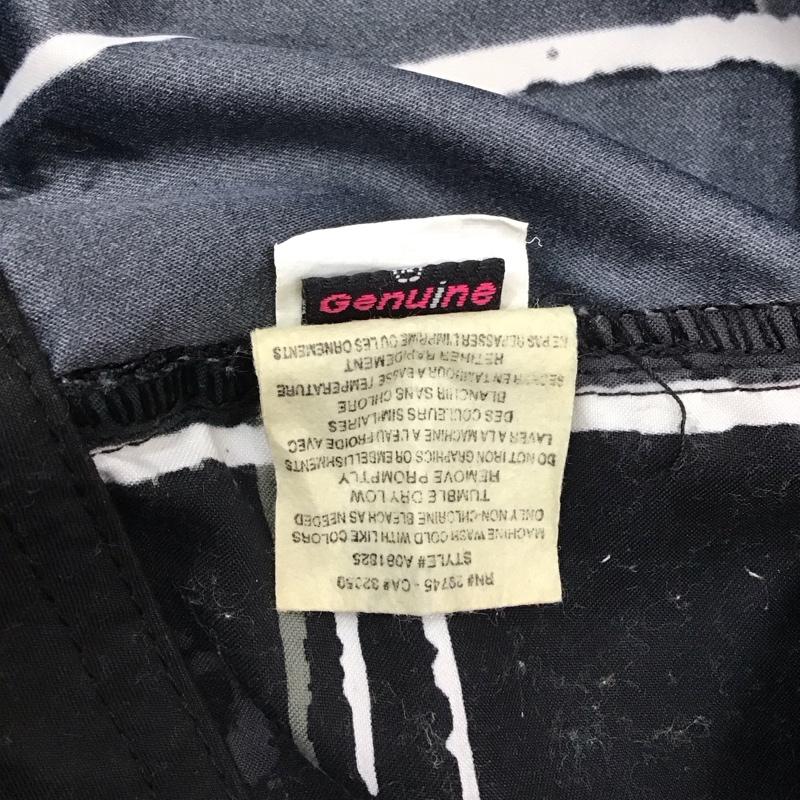 Genuine
RN# 29745 - CA# 32050
STYLE# A081825
MACHINE WASH COLD WITH LIKE COLORS
ONLY NON-CHLORINE BLEACH AS NEEDED
TUMBLE DRY LOW
REMOVE PROMPTLY
DO NOT IRON GRAPHICS OR EMBELLISHMENTS
LAVER A LA MACHINE A L'EAU FROIDE AVEC
DES COULEURS SIMILAIRES
BLANCHIR SANS CHLORE
SECHER EN TAMBOUR A BASSE TEMPERATURE
RETIRER RAPIDEMENT
NE PAS REPASSER L'IMPRIME OU LES ORNEMENTS